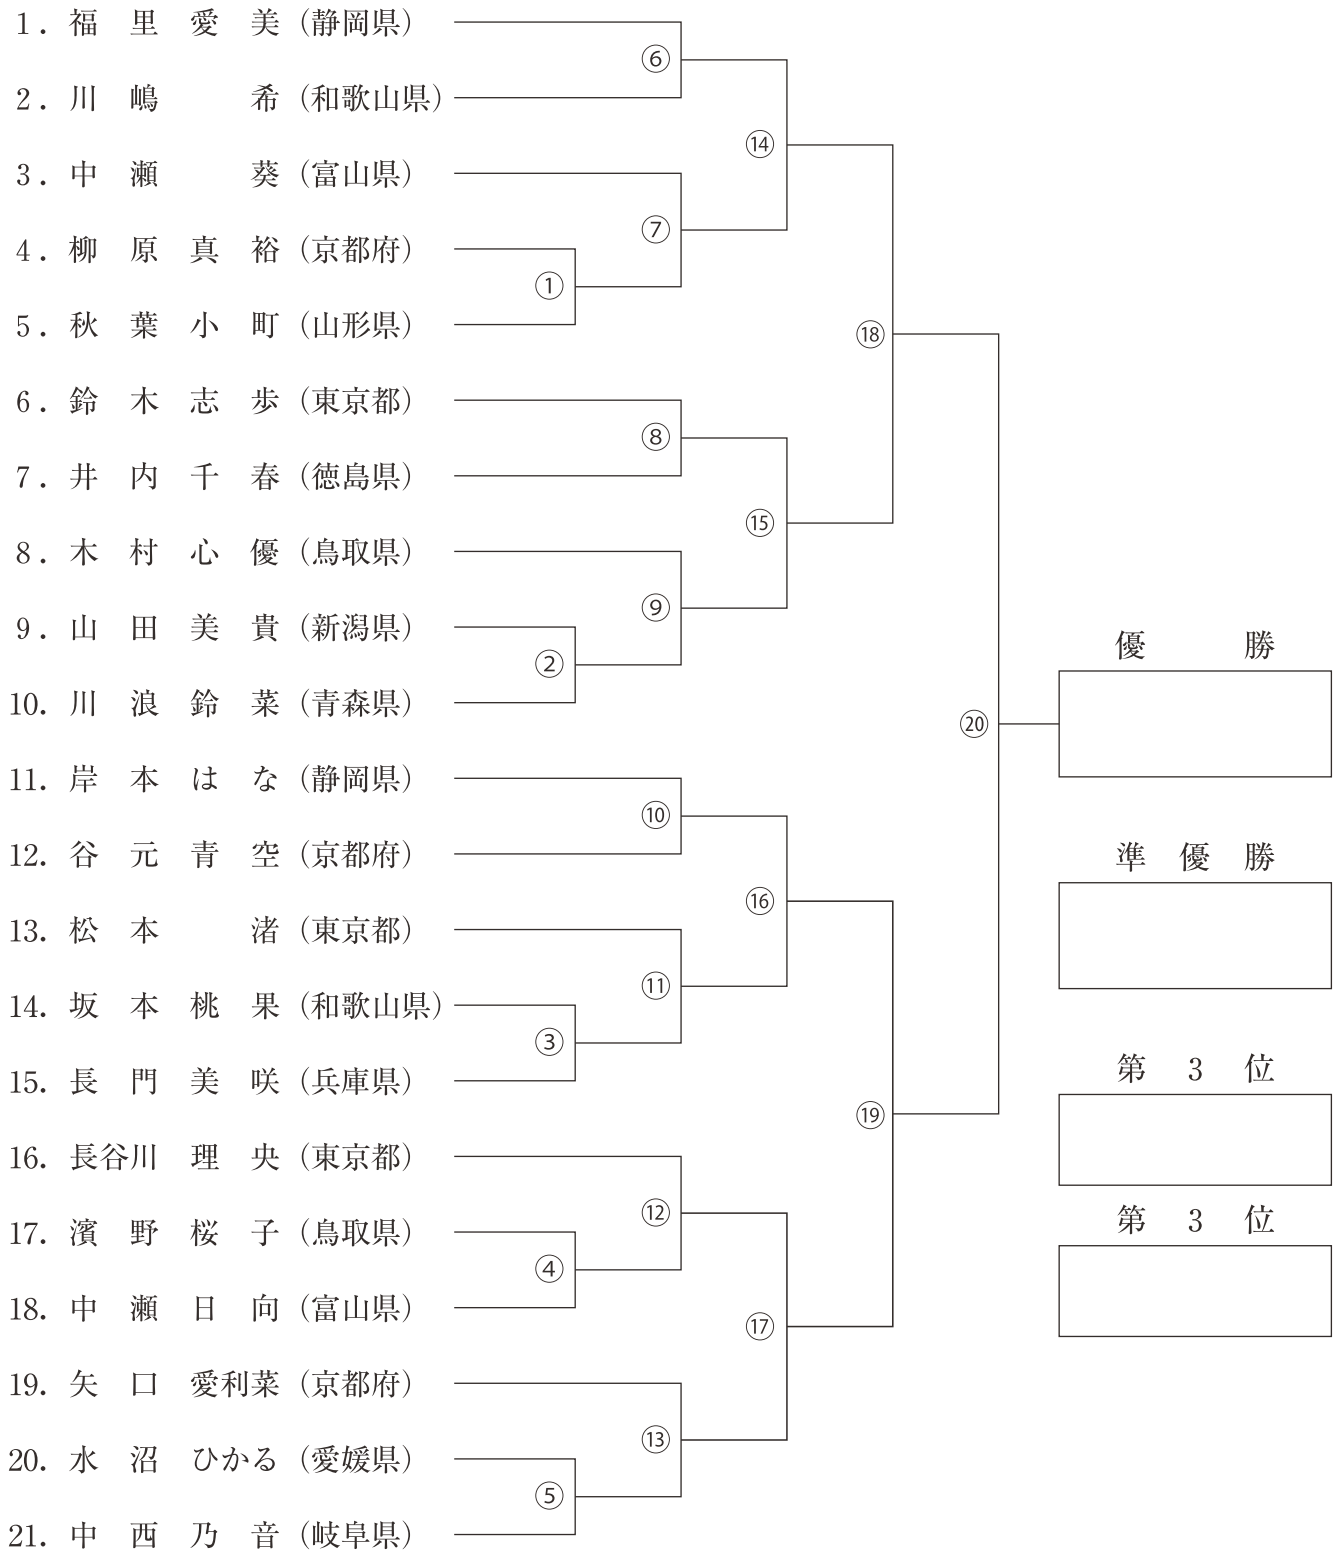 1. 福里愛美（静岡県）
⑥
2. 川嶋希（和歌山県）
⑭
3. 中瀬葵（富山県）
⑦
4. 柳原真裕（京都府）
①
5. 秋葉小町（山形県）
⑱
6. 鈴木志歩（東京都）
⑧
7. 井内千春（徳島県）
⑮
8. 木村心優（鳥取県）
⑨
9. 山田美貴（新潟県）
②
10. 川浪鈴菜（青森県）
⑳
11. 岸本はな（静岡県）
⑩
12. 谷元青空（京都府）
⑯
13. 松本渚（東京都）
⑪
14. 坂本桃果（和歌山県）
③
15. 長門美咲（兵庫県）
⑲
16. 長谷川理央（東京都）
⑫
17. 濱野桜子（鳥取県）
④
18. 中瀬日向（富山県）
⑰
19. 矢口愛利菜（京都府）
⑬
20. 水沼ひかる（愛媛県）
⑤
21. 中西乃音（岐阜県）
優勝
準優勝
第3位
第3位